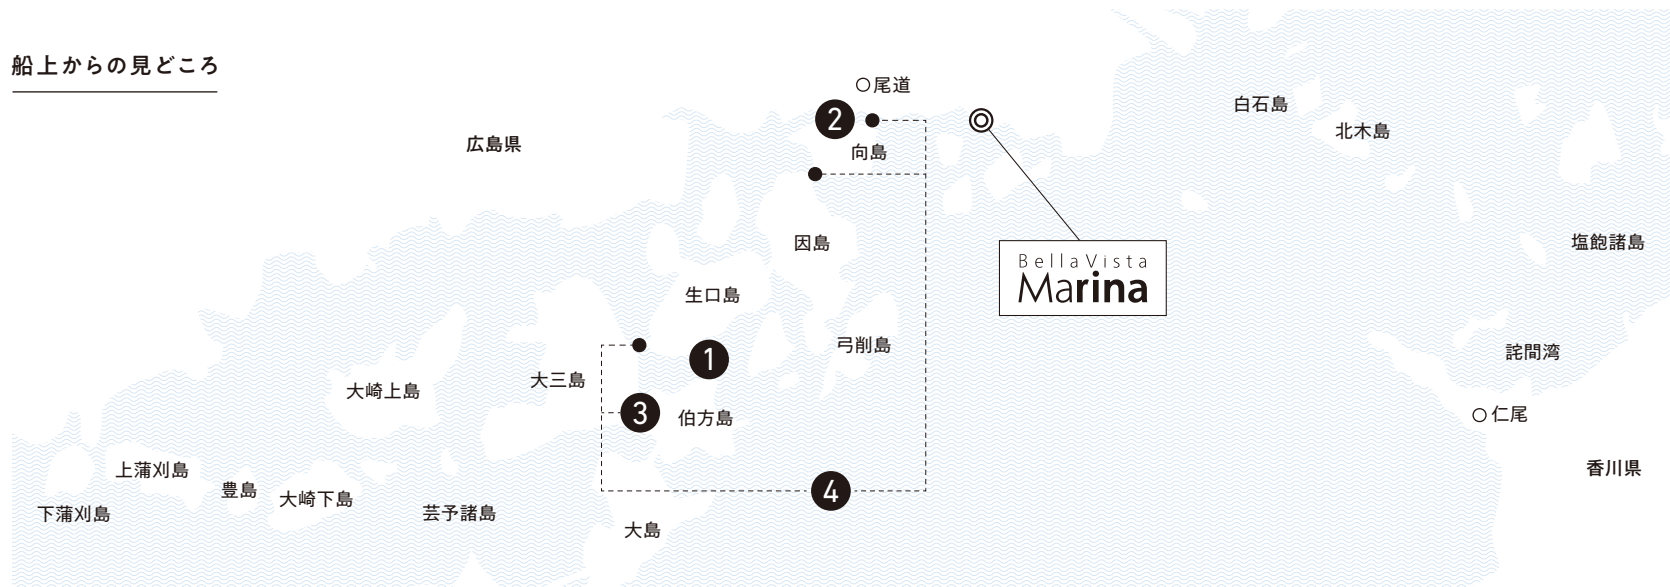 船上からの見どころ
尾道
2
白石島
北木島
広島県
向島
因島
塩飽諸島
BellaVista
Marina
生口島
弓削島
1
詫間湾
大三島
大崎上島
3
伯方島
仁尾
上蒲刈島
香川県
豊島
大崎下島
4
下蒲刈島
芸予諸島
大島